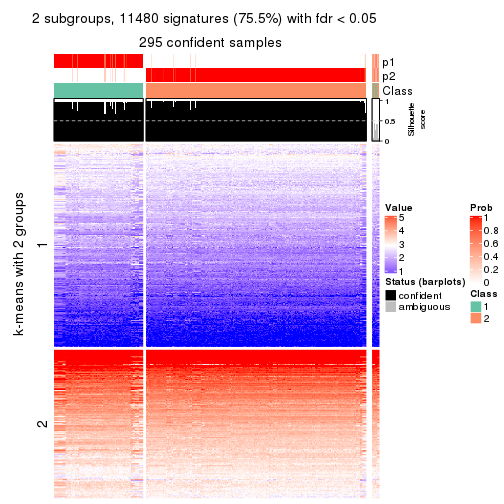 2 subgroups, 11480 signatures (75.5%) with fdr < 0.05
295 confident samples
p1
p2
Class
1
0.5
0
Silhouette
score
k-means with 2 groups
1
2
Value
5
4
3
2
1
Prob
1
0.8
0.6
0.4
0.2
0
Status (barplots)
confident
ambiguous
Class
1
2